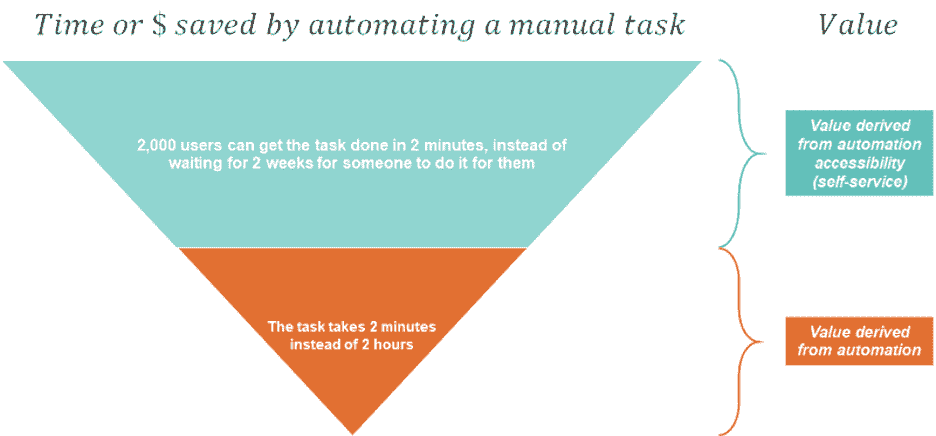 Time or $ saved by automating a manual task
Value
2,000 users can get the task done in 2 minutes, instead of
waiting for 2 weeks for someone to do it for them
Value derived
from automation
accessibility
(self-service)
The task takes 2 minutes
instead of 2 hours
Value derived
from automation